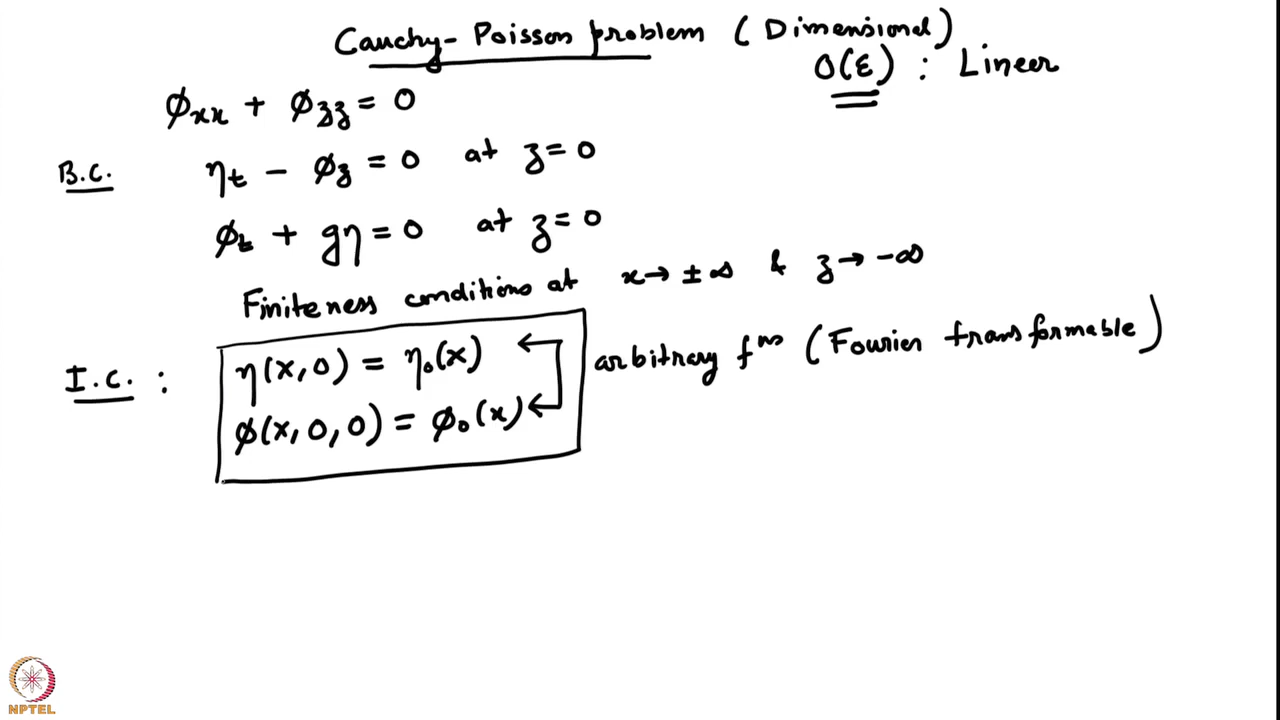 Cauchy-Poisson problem (Dimensional)
O(ε) : Linear
ϕxx + ϕzz = 0
B.C. ηt - ϕz = 0 at z=0
ϕt + gη = 0 at z=0
Finiteness conditions at x→ ±∞ & z→ -∞
I.C. : η(x,0) = η₀(x) arbitrary fⁿˢ (Fourier transformable)
ϕ(x,0,0) = ϕ₀(x)
NPTEL